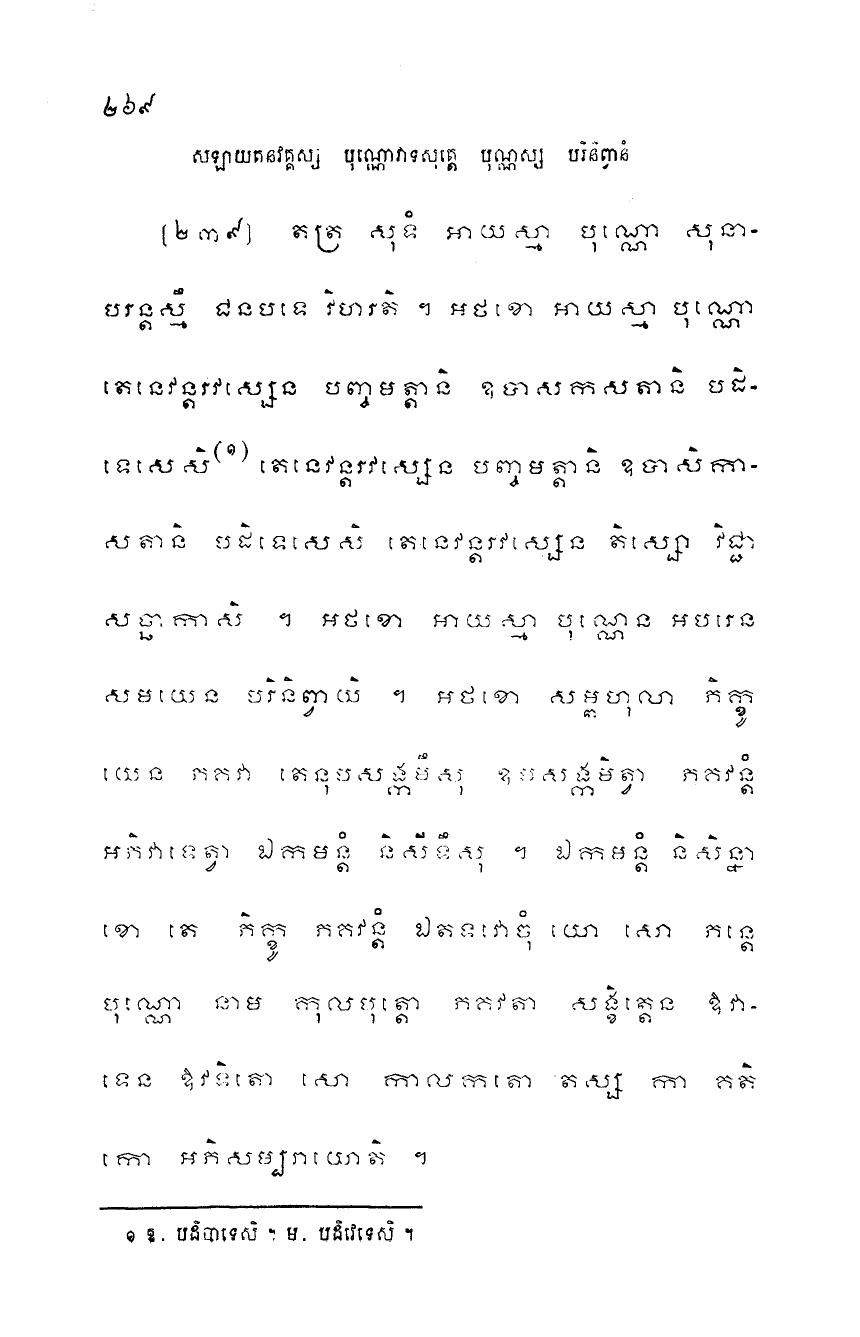 ២៦៩
សឡាយតនវគ្គស្ស បុណ្ណោវាទសុត្តេ បុណ្ណស្ស បរិនិព្វានំ
[២៣៩] តត្រ សុទំ អាយស្មា បុណ្ណោ សុនា-
បរន្តស្មឹ ជនបទេ វិហរតិ ។ អថខោ អាយស្មា បុណ្ណោ
តេនេវន្តរវស្សេន បញ្ចមត្តានិ ឧបាសកសតានិ បដិ-
ទេសេសិ(១) តេនេវន្តរវស្សេន បញ្ចមត្តានិ ឧបាសិកា-
សតានិ បដិទេសេសិ តេនេវន្តរវស្សេន តិស្សោ វិជ្ជា
សច្ឆាកាសិ ។ អថខោ អាយស្មា បុណ្ណេន អបរេន
សមយេន បរិនិព្វាយិ ។ អថខោ សម្ពហុលា ភិក្ខូ
យេន ភគវា តេនុបសង្កមឹសុ ឧបសង្កមិត្វា ភគវន្តំ
អភិវាទេត្វា ឯកមន្តំ និសីទឹសុ ។ ឯកមន្តំ និសិន្នា
ខោ តេ ភិក្ខូ ភគវន្តំ ឯតទវោចុំ យោ សោ ភន្តេ
បុណ្ណោ នាម កុលបុត្តោ ភគវតា សង្ខិត្តេន ឱវា-
ទេន ឱវទិតោ សោ កាលកតោ តស្ស កា គតិ
កោ អភិសម្បរាយោតិ ។
១ ឱ. បដិបាទេសិ ។ ម. បដិវេទេសិ ។